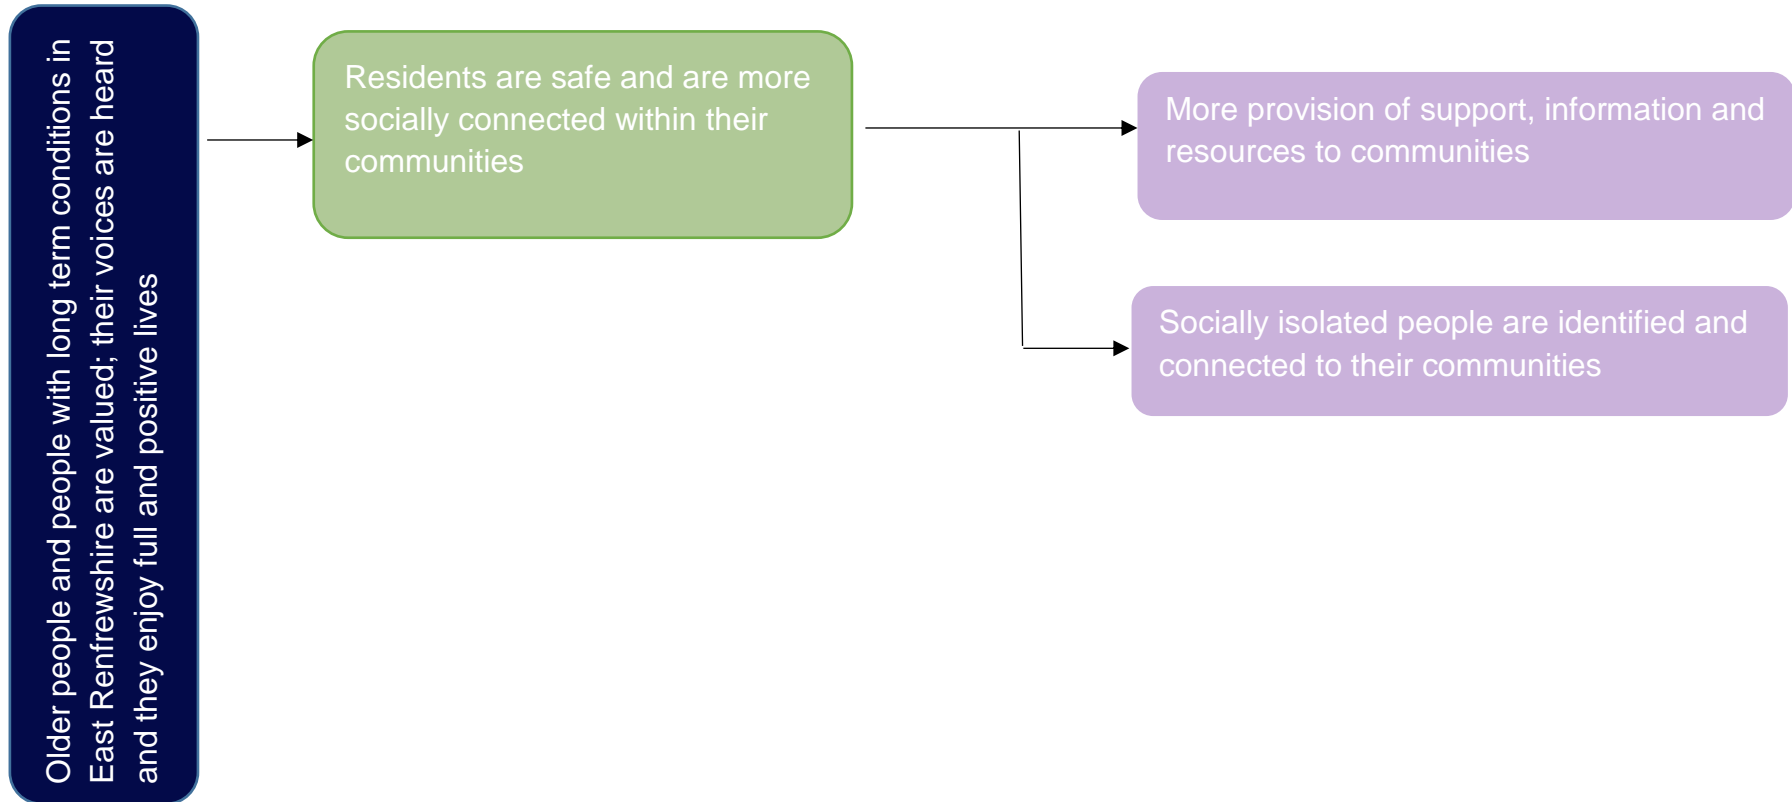 Older people and people with long term conditions in
East Renfrewshire are valued; their voices are heard
and they enjoy full and positive lives
Residents are safe and are more
socially connected within their
communities
More provision of support, information and
resources to communities
Socially isolated people are identified and
connected to their communities